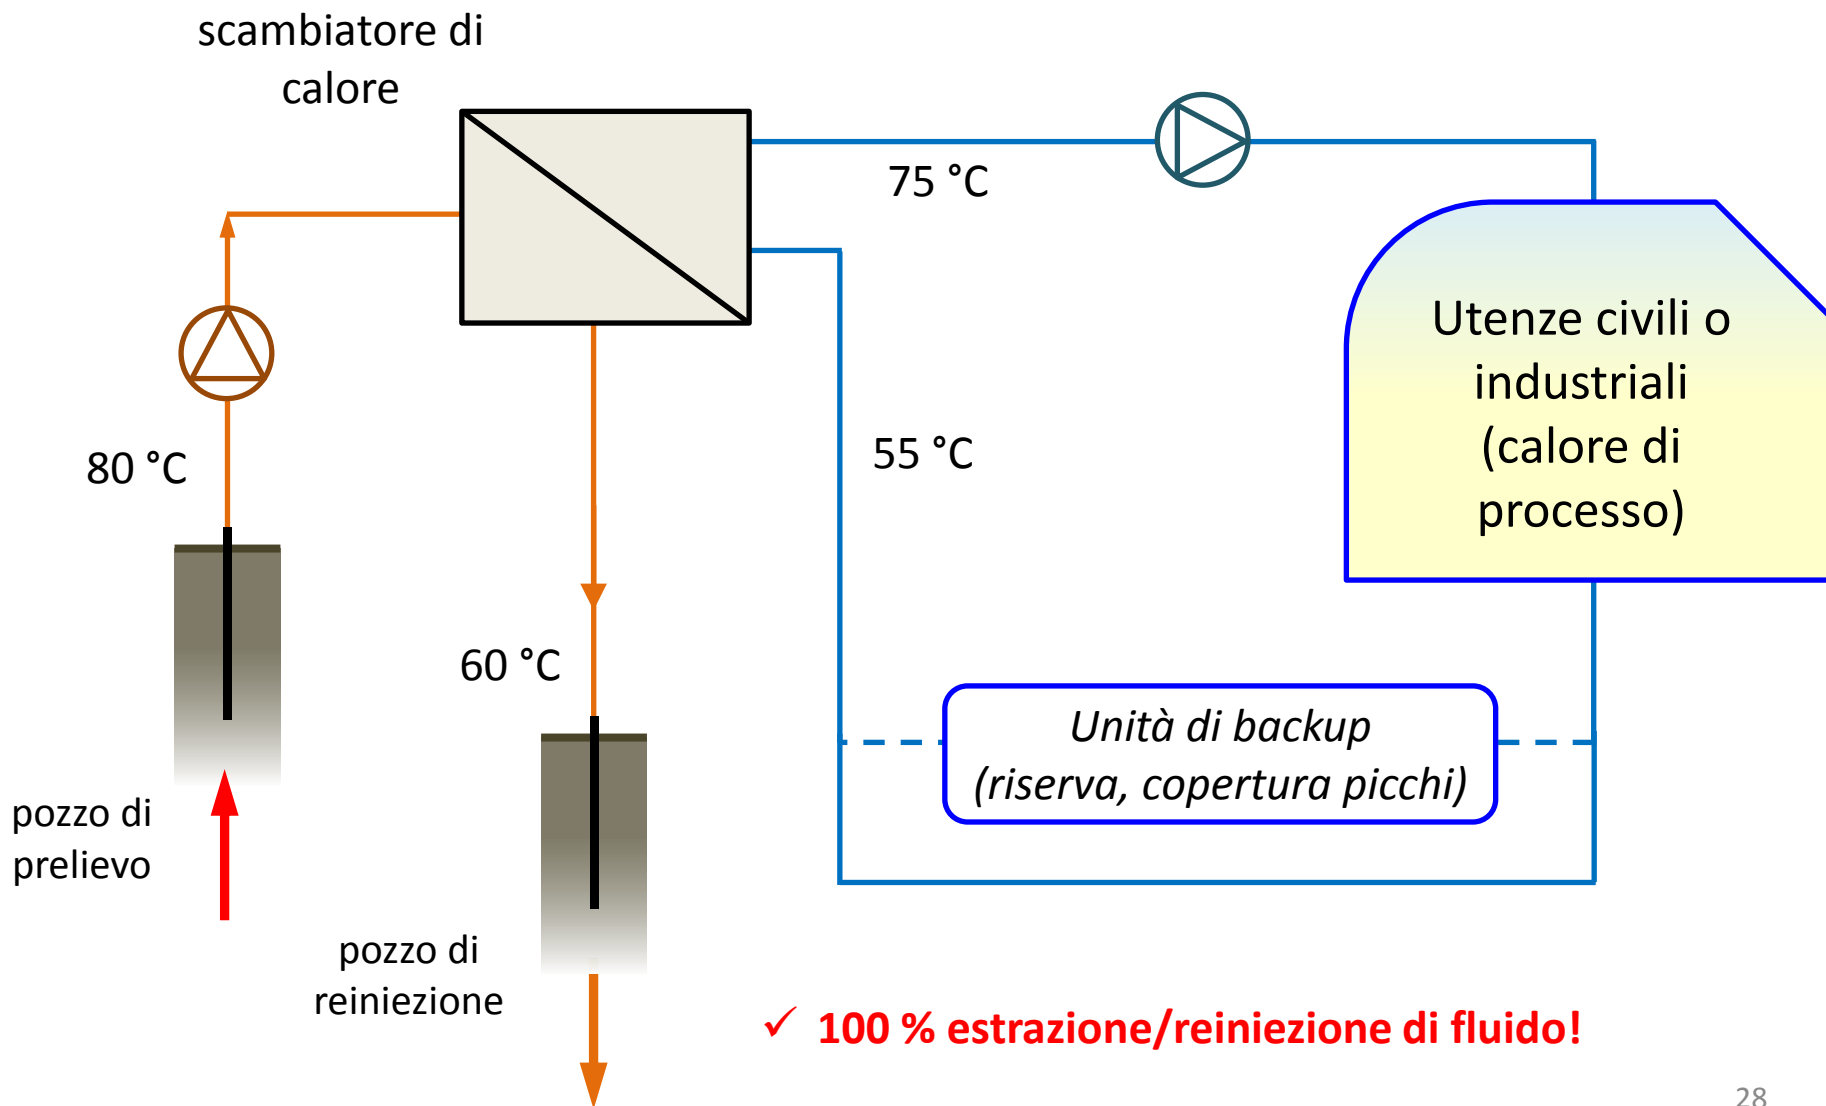 scambiatore di
calore
75 °C
Utenze civili o
industriali
(calore di
processo)
80 °C
55 °C
60 °C
Unità di backup
(riserva, copertura picchi)
pozzo di
prelievo
pozzo di
reiniezione
✓ 100 % estrazione/reiniezione di fluido!
28